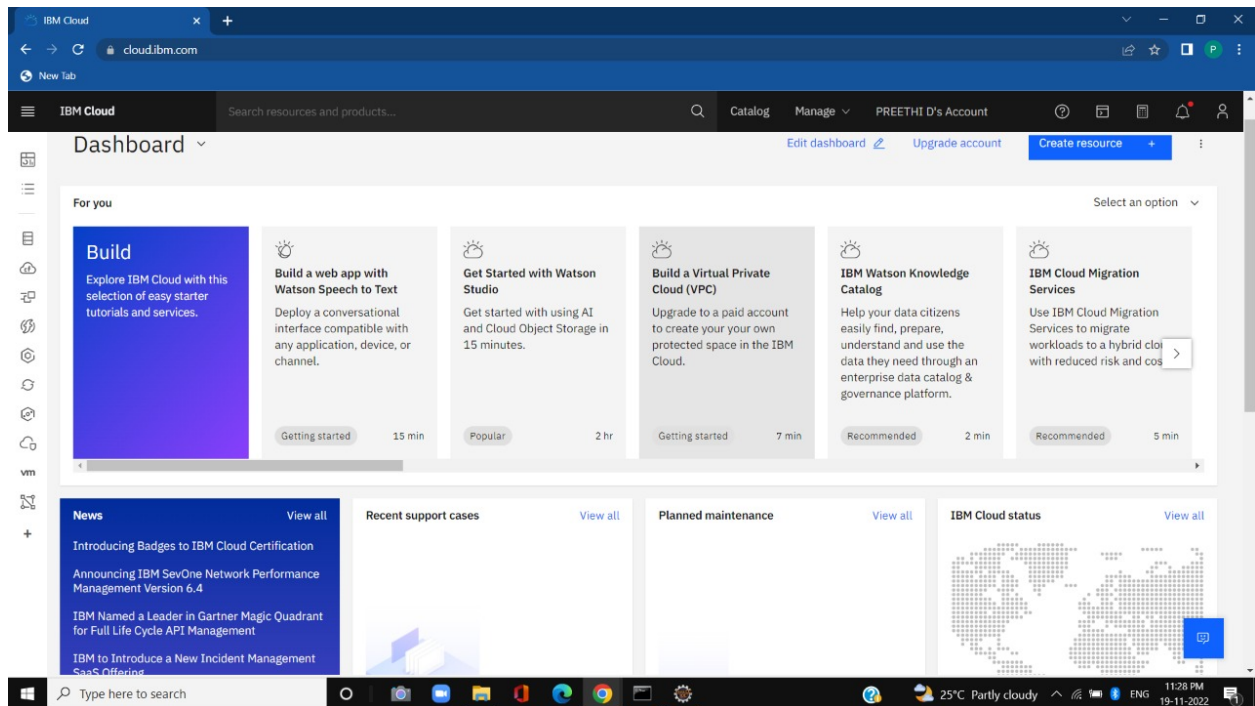 IBM Cloud
cloud.ibm.com
P
New Tab
IBM Cloud
Search resources and products...
Catalog
Manage
PREETHI D's Account
Dashboard
Edit dashboard
Upgrade account
Create resource +
For you
Select an option
Build
Explore IBM Cloud with this
selection of easy starter
tutorials and services.
Build a web app with
Watson Speech to Text
Deploy a conversational
interface compatible with
any application, device, or
channel.
Getting started
15 min
Get Started with Watson
Studio
Get started with using AI
and Cloud Object Storage in
15 minutes.
Popular
2 hr
Build a Virtual Private
Cloud (VPC)
Upgrade to a paid account
to create your your own
protected space in the IBM
Cloud.
Getting started
7 min
IBM Watson Knowledge
Catalog
Help your data citizens
easily find, prepare,
understand and use the
data they need through an
enterprise data catalog &
governance platform.
Recommended
2 min
IBM Cloud Migration
Services
Use IBM Cloud Migration
Services to migrate
workloads to a hybrid clo
with reduced risk and cos
Recommended
5 min
vm
News
View all
Introducing Badges to IBM Cloud Certification
Announcing IBM SevOne Network Performance
Management Version 6.4
IBM Named a Leader in Gartner Magic Quadrant
for Full Life Cycle API Management
IBM to Introduce a New Incident Management
SaaS Offering
Recent support cases
View all
Planned maintenance
View all
IBM Cloud status
View all
Type here to search
25°C Partly cloudy
ENG
11:28 PM
19-11-2022
1